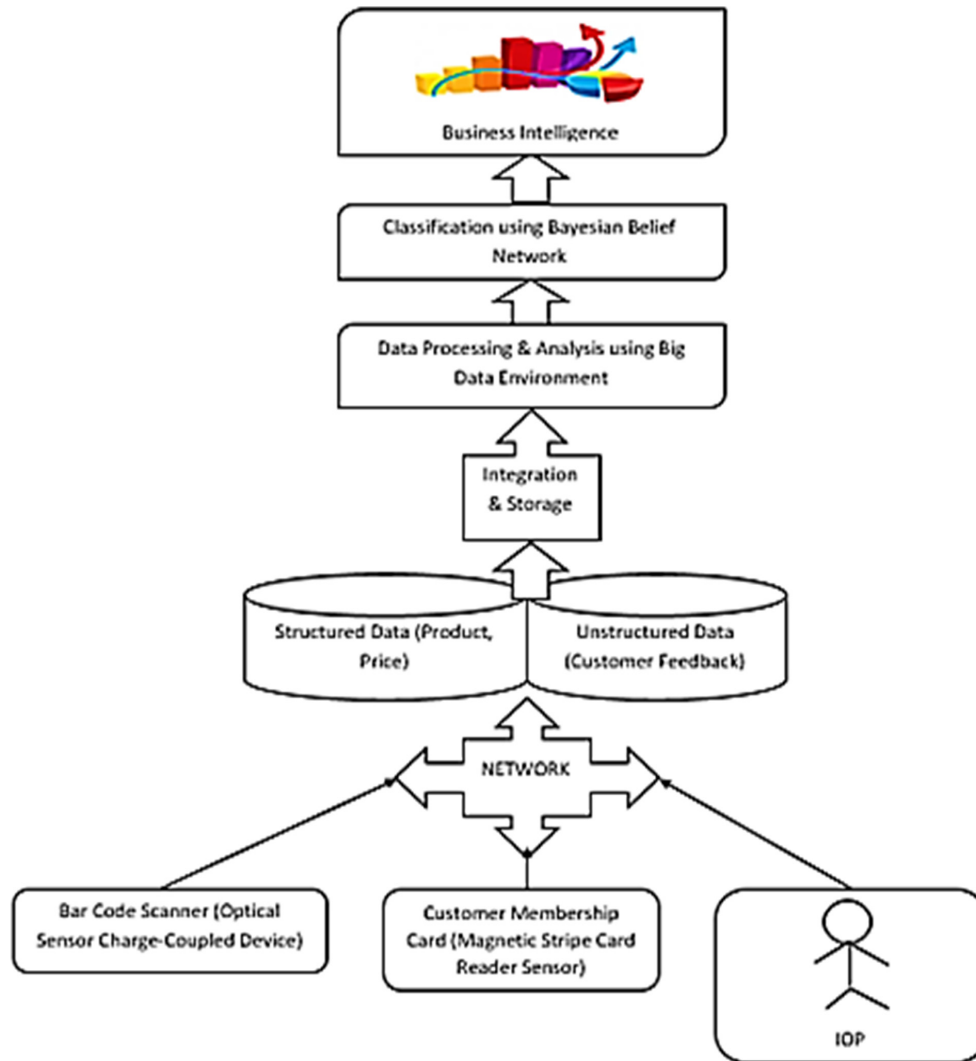 Business Intelligence
Classification using Bayesian Belief
Network
Data Processing & Analysis using Big
Data Environment
Integration
& Storage
Structured Data (Product,
Price)
Unstructured Data
(Customer Feedback)
NETWORK
Bar Code Scanner (Optical
Sensor Charge-Coupled Device)
Customer Membership
Card (Magnetic Stripe Card
Reader Sensor)
IOP